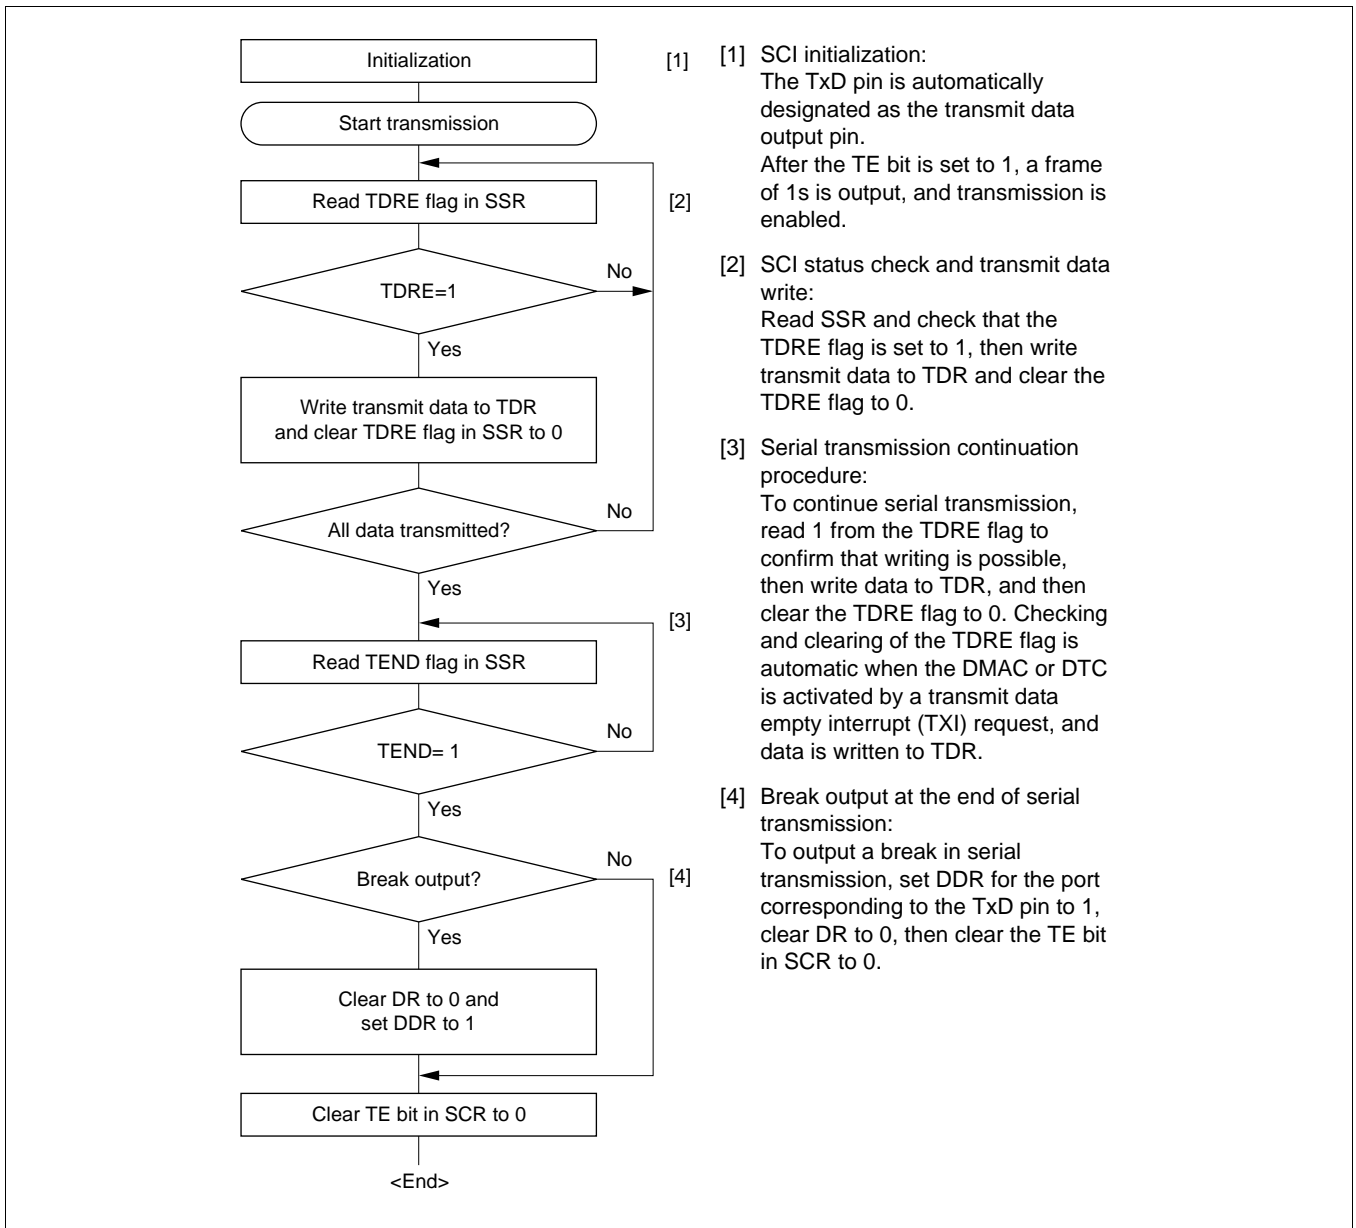 Initialization
[1]
Start transmission
Read TDRE flag in SSR
[2]
TDRE=1
No
Yes
Write transmit data to TDR
and clear TDRE flag in SSR to 0
All data transmitted?
No
Yes
[3]
Read TEND flag in SSR
TEND= 1
No
Yes
Break output?
No
[4]
Yes
Clear DR to 0 and
set DDR to 1
Clear TE bit in SCR to 0
<End>
[1] SCI initialization:
The TxD pin is automatically
designated as the transmit data
output pin.
After the TE bit is set to 1, a frame
of 1s is output, and transmission is
enabled.
[2] SCI status check and transmit data
write:
Read SSR and check that the
TDRE flag is set to 1, then write
transmit data to TDR and clear the
TDRE flag to 0.
[3] Serial transmission continuation
procedure:
To continue serial transmission,
read 1 from the TDRE flag to
confirm that writing is possible,
then write data to TDR, and then
clear the TDRE flag to 0. Checking
and clearing of the TDRE flag is
automatic when the DMAC or DTC
is activated by a transmit data
empty interrupt (TXI) request, and
data is written to TDR.
[4] Break output at the end of serial
transmission:
To output a break in serial
transmission, set DDR for the port
corresponding to the TxD pin to 1,
clear DR to 0, then clear the TE bit
in SCR to 0.